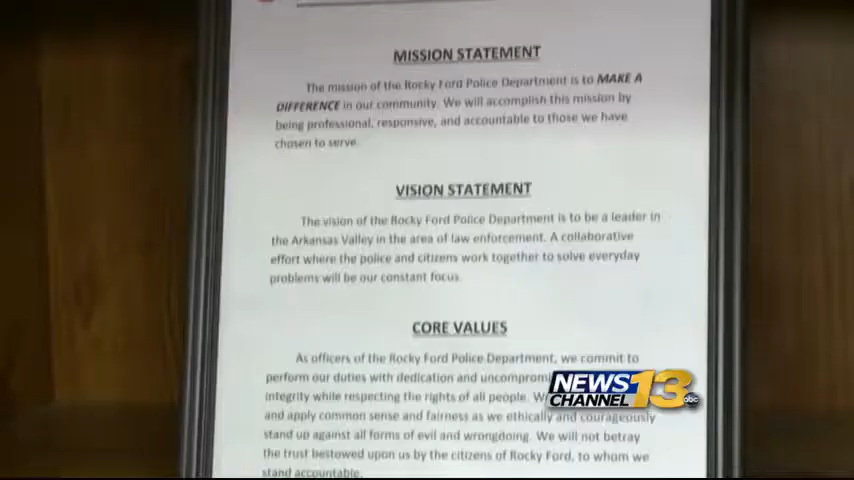 MISSION STATEMENT
The mission of the Rocky Ford Police Department is to MAKE A
DIFFERENCE in our community. We will accomplish this mission by
being professional, responsive, and accountable to those we have
chosen to serve.
VISION STATEMENT
The vision of the Rocky Ford Police Department is to be a leader in
the Arkansas Valley in the area of law enforcement. A collaborative
effort where the police and citizens work together to solve everyday
problems will be our constant focus.
CORE VALUES
As officers of the Rocky Ford Police Department, we commit to
perform our duties with dedication and
integrity while respecting the rights of all people.
and apply common sense and fairness as we ethically and courageously
stand up against all forms of evil and wrongdoing. We will not betray
the trust bestowed upon us by the citizens of Rocky Ford, to whom we
stand accountable.
NEWS 13
CHANNEL abc